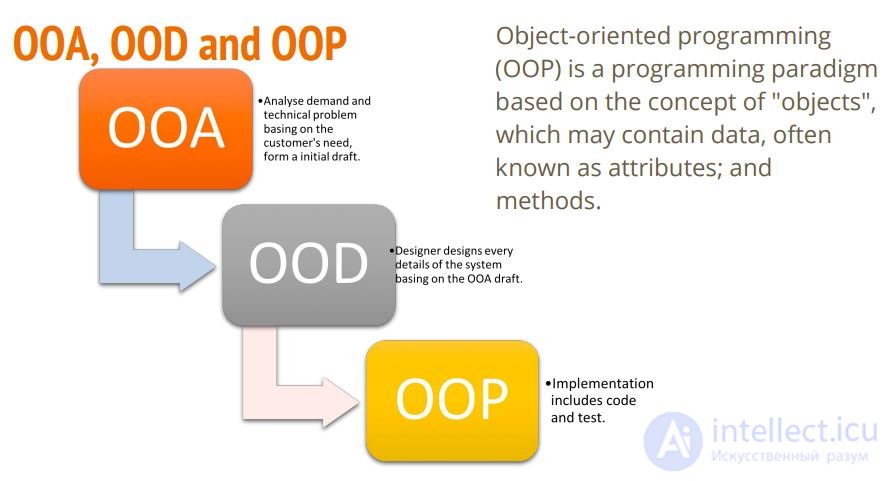 OOA, OOD and OOP
OOA
•Analyse demand and
technical problem
basing on the
customer's need,
form a initial draft.
OOD
•Designer designs every
details of the system
basing on the OOA draft.
OOP
•Implementation
includes code
and test.
Object-oriented programming
(OOP) is a programming paradigm
based on the concept of "objects",
which may contain data, often
known as attributes; and
methods.
Ai
intellect.icu
Искусственный разум